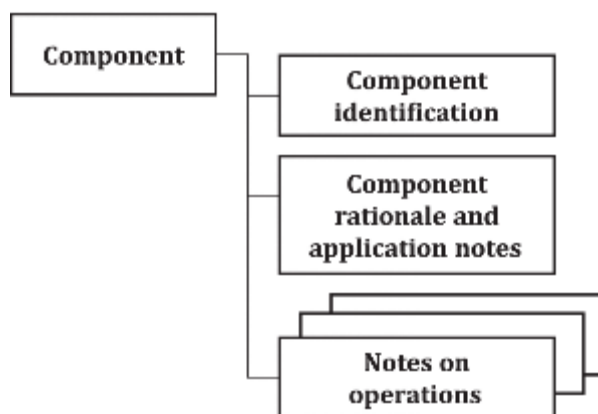 Component
Component
identification
Component
rationale and
application notes
Notes on
operations